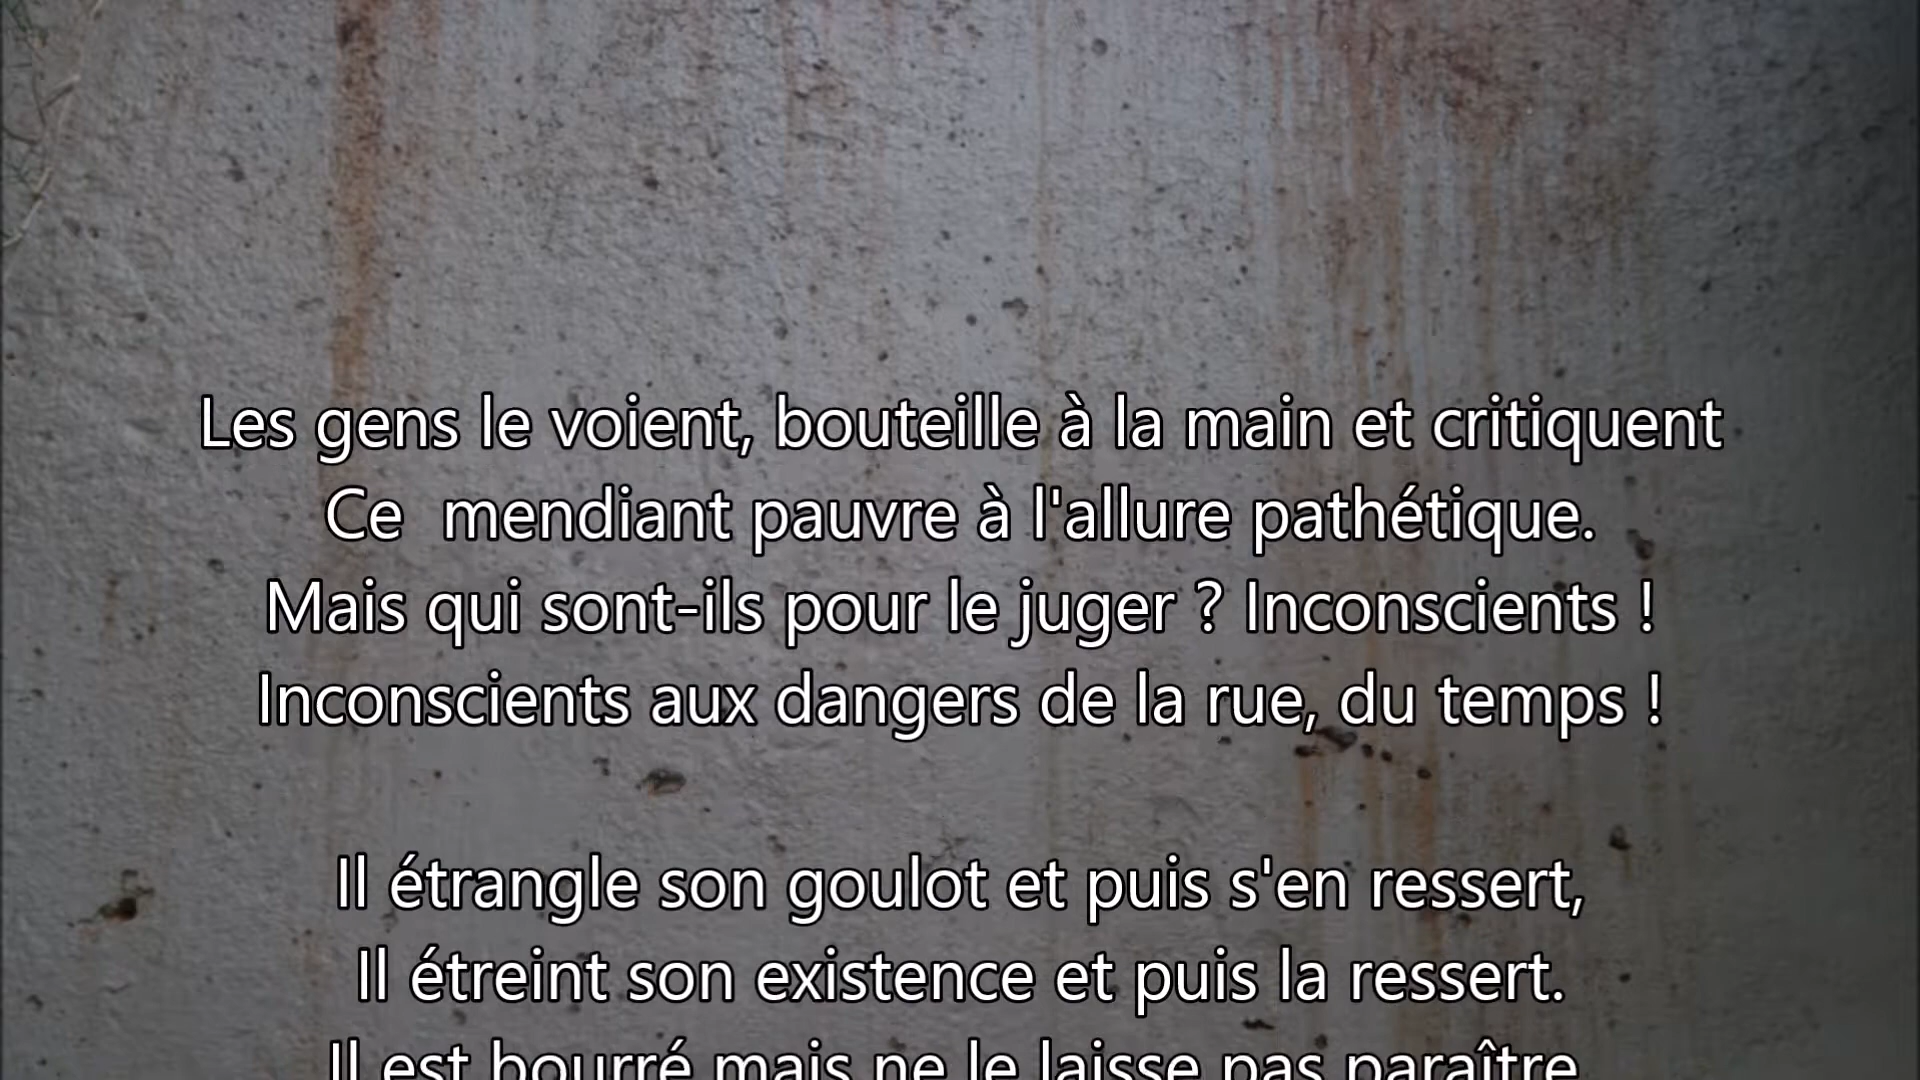 Les gens le voient, bouteille à la main et critiquent
Ce  mendiant pauvre à l'allure pathétique.
Mais qui sont-ils pour le juger ? Inconscients !
Inconscients aux dangers de la rue, du temps !
Il étrangle son goulot et puis s'en ressert,
Il étreint son existence et puis la ressert.
Il est bourré mais ne le laisse pas paraître